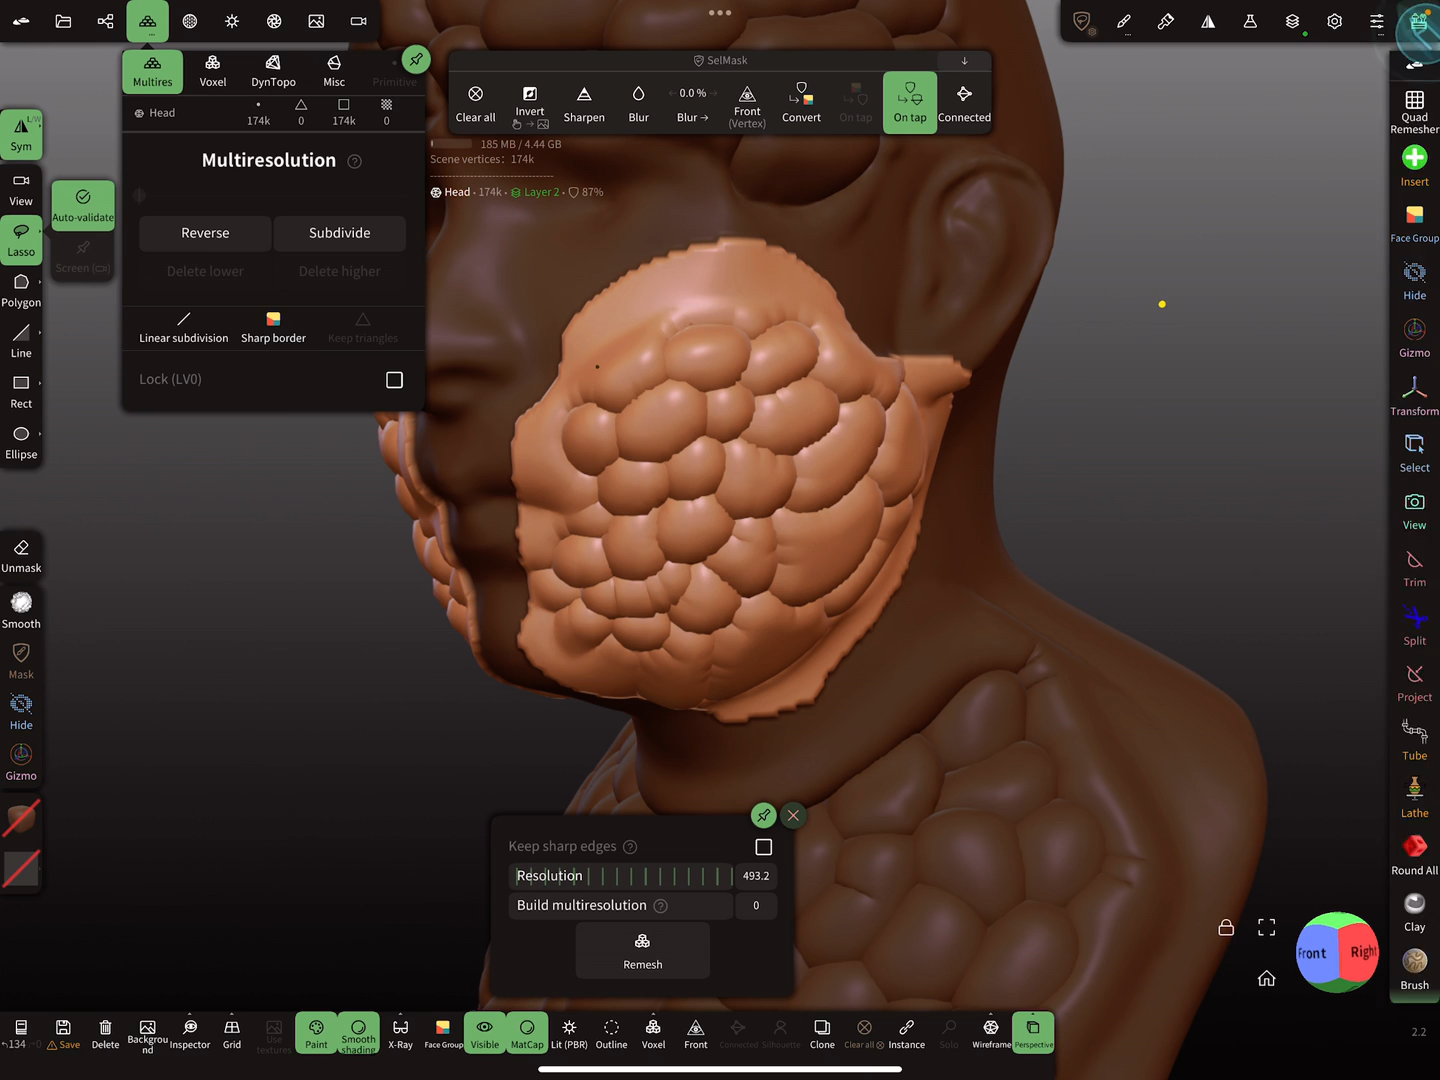 SelMask
Multires
Voxel
DynTopo
Misc
Primitive
Head
174k
0
174k
0
Multiresolution ?
Reverse
Subdivide
Delete lower
Delete higher
Linear subdivision
Sharp border
Keep triangles
Lock (LV0)
Clear all
Invert
Sharpen
Blur
0.0 %
Blur →
Front
(Vertex)
Convert
On tap
On tap
Connected
185 MB / 4.44 GB
Scene vertices: 174k
Head • 174k • Layer 2 • 87%
L/W
Sym
View
Auto-validate
Lasso
Screen
Polygon
Line
Rect
Ellipse
Unmask
Smooth
Mask
Hide
Gizmo
Quad
Remesher
Insert
Face Group
Hide
Gizmo
Transform
Select
View
Trim
Split
Project
Tube
Lathe
Round All
Clay
Brush
Keep sharp edges ?
Resolution
493.2
Build multiresolution ?
0
Remesh
Front
Right
134
0
Save
Delete
Backgrou
nd
Inspector
Grid
Use
textures
Paint
Smooth
shading
X-Ray
Face Group
Visible
MatCap
Lit (PBR)
Outline
Voxel
Front
Connected
Silhouette
Clone
Clear all
Instance
Solo
Wireframe
Perspective
2.2